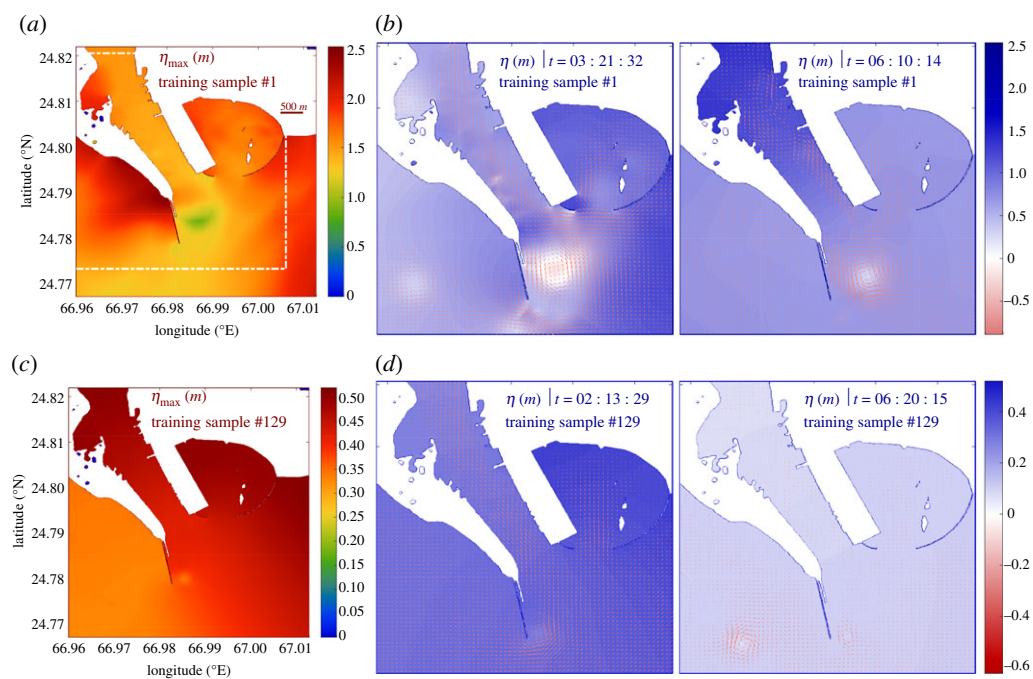 (a)
ηmax (m)
training sample #1
500 m
24.82
24.81
24.80
24.79
24.78
24.77
latitude (°N)
66.96 66.97 66.98 66.99 67.00 67.01
longitude (°E)
2.5
2.0
1.5
1.0
0.5
0
(b)
η (m) | t = 03 : 21 : 32
training sample #1
η (m) | t = 06 : 10 : 14
training sample #1
2.5
2.0
1.5
1.0
0.5
0
–0.5
(c)
ηmax (m)
training sample #129
24.82
24.81
24.80
24.79
24.78
24.77
latitude (°N)
66.96 66.97 66.98 66.99 67.00 67.01
longitude (°E)
0.50
0.45
0.40
0.35
0.30
0.25
0.20
0.15
0.10
0.05
0
(d)
η (m) | t = 02 : 13 : 29
training sample #129
η (m) | t = 06 : 20 : 15
training sample #129
0.4
0.2
0
–0.2
–0.4
–0.6